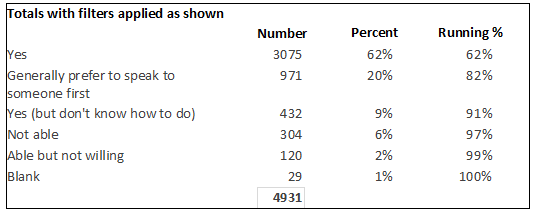 Totals with filters applied as shown
Number Percent Running %
Yes 3075 62% 62%
Generally prefer to speak to 971 20% 82%
someone first
Yes (but don't know how to do) 432 9% 91%
Not able 304 6% 97%
Able but not willing 120 2% 99%
Blank 29 1% 100%
4931